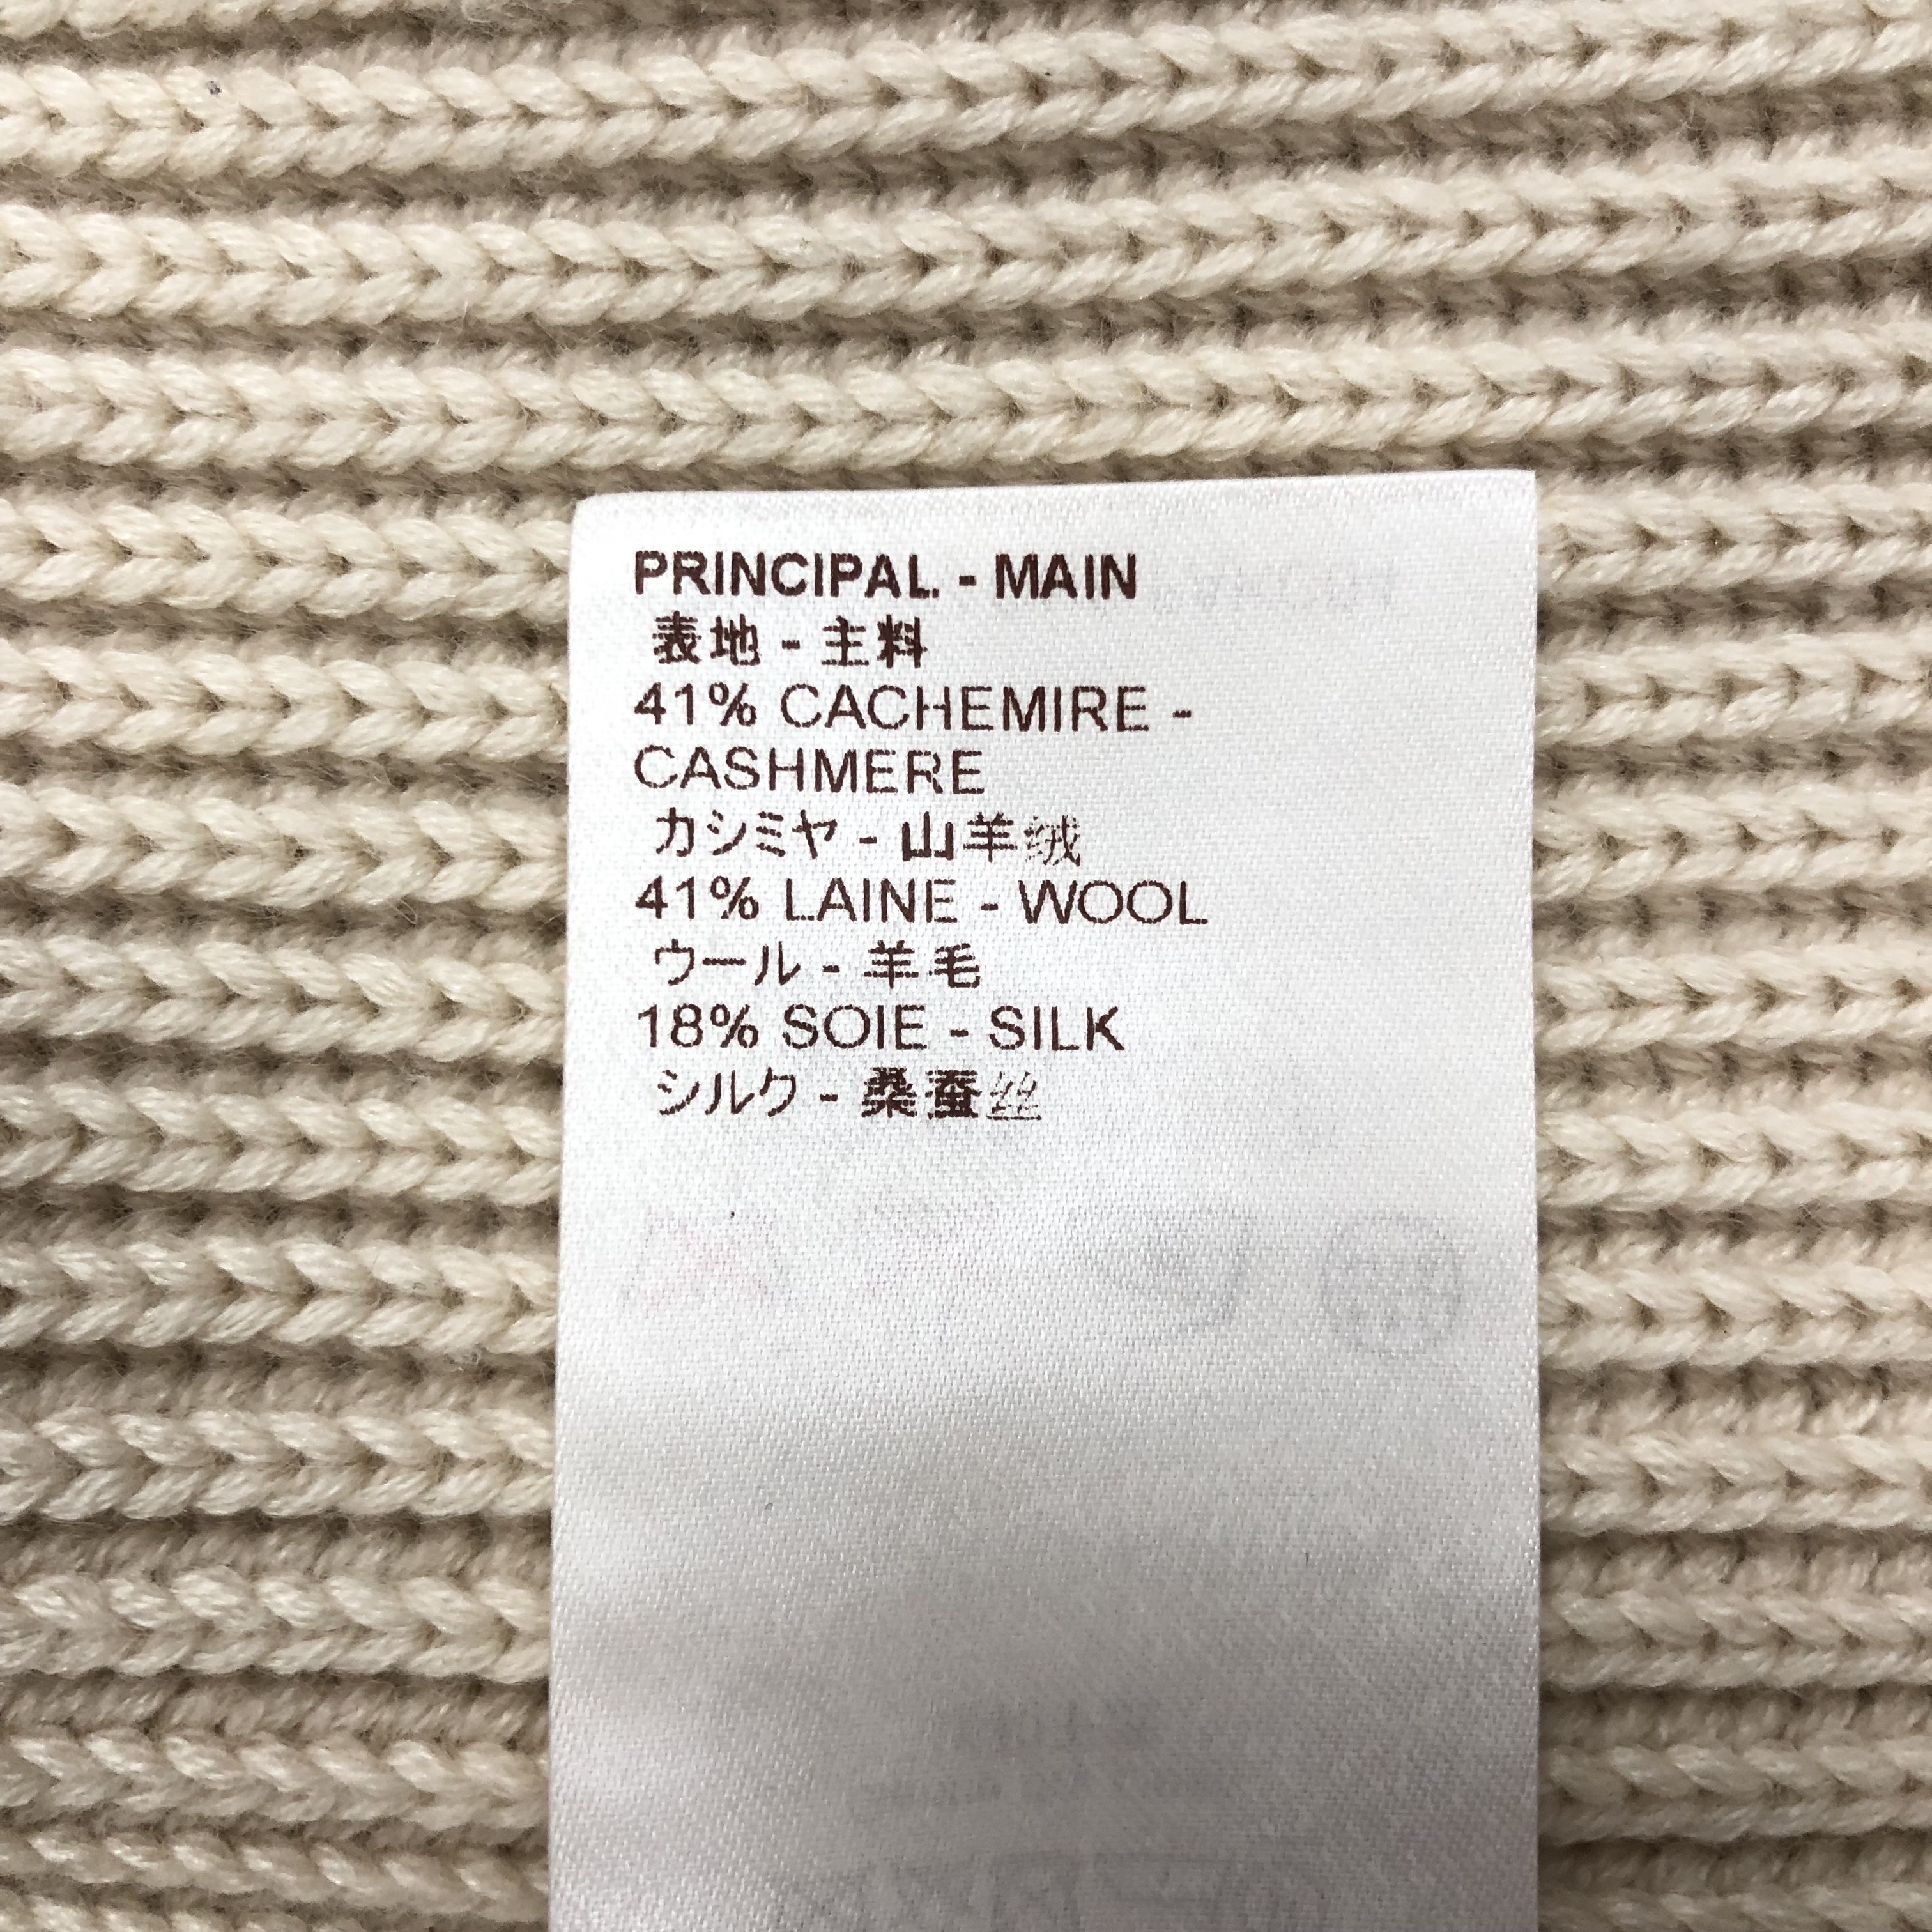 PRINCIPAL - MAIN
表地 - 主料
41% CACHEMIRE -
CASHMERE
カシミヤ - 山羊绒
41% LAINE - WOOL
ウール - 羊毛
18% SOIE - SILK
シルク - 桑蚕丝